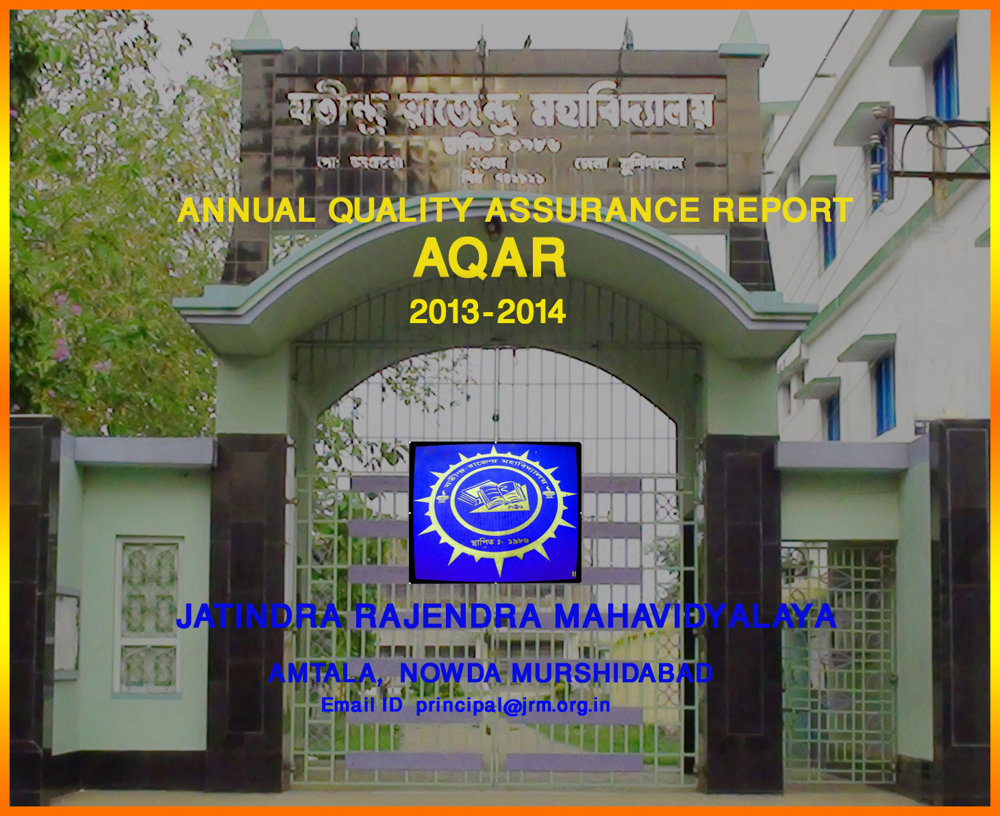 যতীন্দ্র রাজেন্দ্র মহাবিদ্যালয়
স্থাপিত ১৯৮৬
পোঃ আমতলা নওদা জেলা মুর্শিদাবাদ
পিন
ANNUAL QUALITY ASSURANCE REPORT
AQAR
2013-2014
যতীন্দ্র-রাজেন্দ্র মহাবিদ্যালয়
স্থাপিত ঃ- ১৯৮৬
JATINDRA RAJENDRA MAHAVIDYALAYA
AMTALA, NOWDA MURSHIDABAD
Email ID principal@jrm.org.in